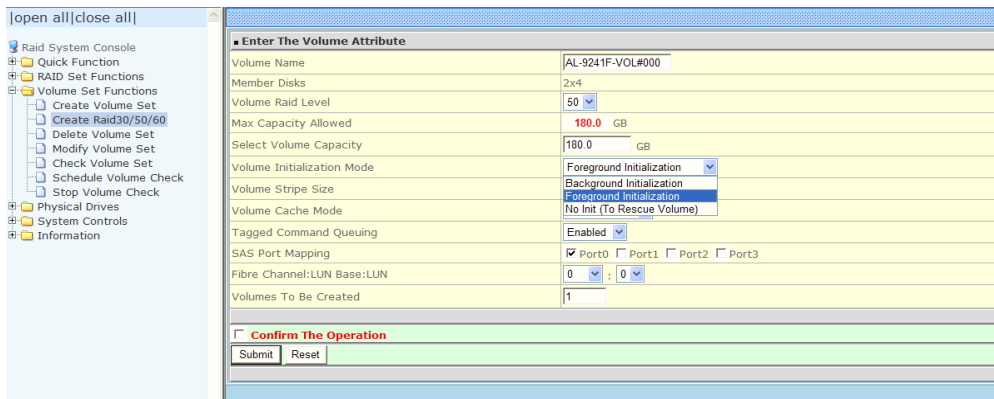 |open all|close all|
Raid System Console
Quick Function
RAID Set Functions
Volume Set Functions
Create Volume Set
Create Raid30/50/60
Delete Volume Set
Modify Volume Set
Check Volume Set
Schedule Volume Check
Stop Volume Check
Physical Drives
System Controls
Information
Enter The Volume Attribute
Volume Name AL-9241F-VOL#000
Member Disks 2x4
Volume Raid Level 50
Max Capacity Allowed 180.0 GB
Select Volume Capacity 180.0 GB
Volume Initialization Mode Foreground Initialization
Background Initialization
Foreground Initialization
No Init (To Rescue Volume)
Volume Stripe Size
Volume Cache Mode
Tagged Command Queuing Enabled
SAS Port Mapping Port0 Port1 Port2 Port3
Fibre Channel:LUN Base:LUN 0 : 0
Volumes To Be Created 1
Confirm The Operation
Submit Reset